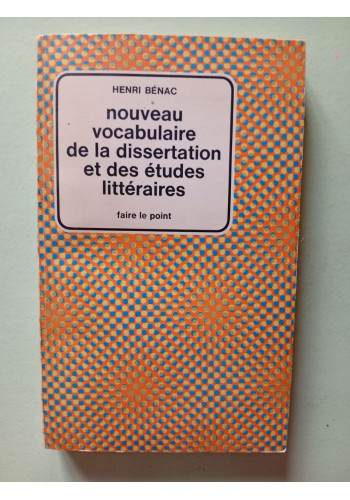 HENRI BÉNAC
nouveau
vocabulaire
de la dissertation
et des études
littéraires
faire le point